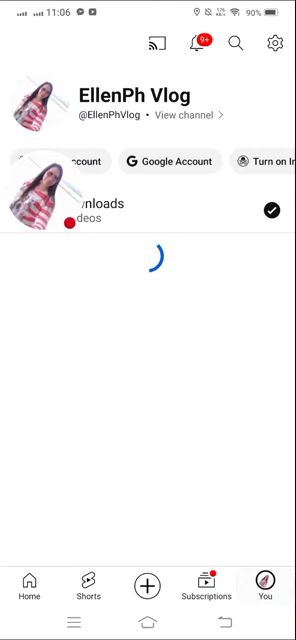 11:06
90%
9+
EllenPh Vlog
@EllenPhVlog • View channel
ccount
Google Account
Turn on In
nloads
deos
Home
Shorts
Subscriptions
You